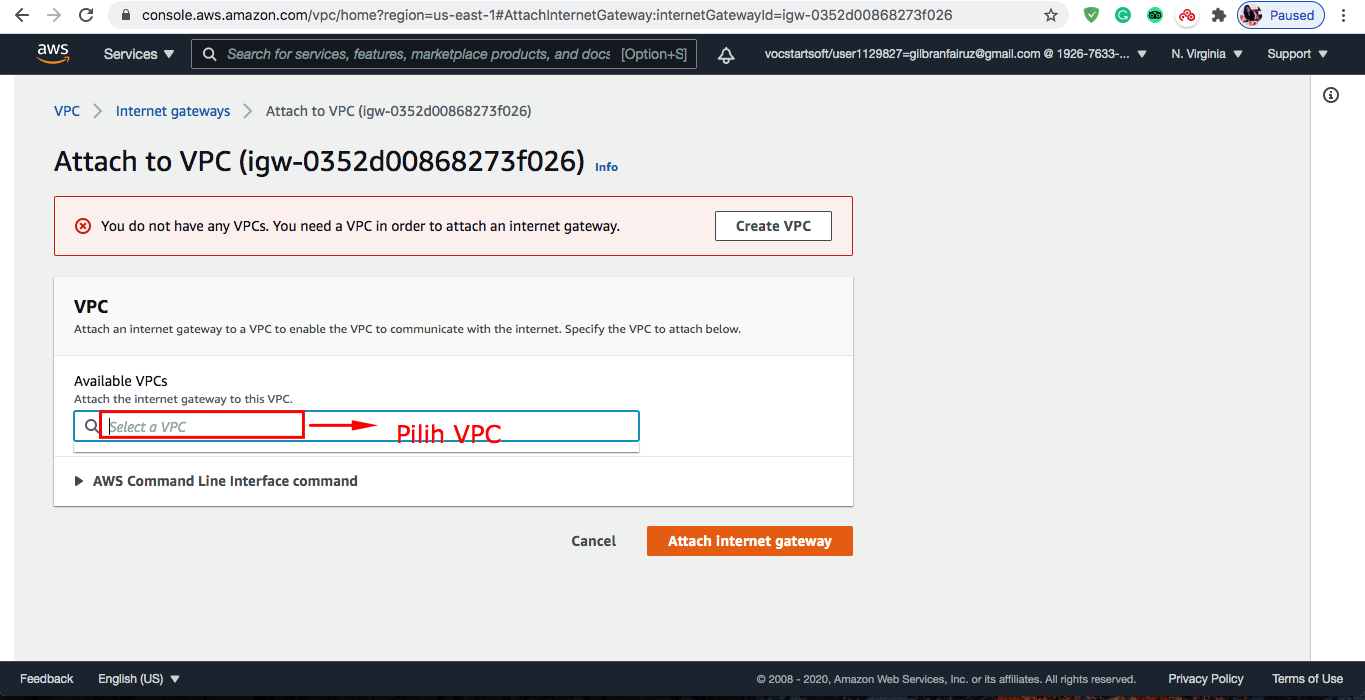 console.aws.amazon.com/vpc/home?region=us-east-1#AttachInternetGateway:internetGatewayId=igw-0352d00868273f026
Paused
aws
Services
Search for services, features, marketplace products, and docs [Option+S]
vocstartsoft/user1129827=gilbranfairuz@gmail.com @ 1926-7633-...
N. Virginia
Support
VPC > Internet gateways > Attach to VPC (igw-0352d00868273f026)
Attach to VPC (igw-0352d00868273f026) Info
You do not have any VPCs. You need a VPC in order to attach an internet gateway.
Create VPC
VPC
Attach an internet gateway to a VPC to enable the VPC to communicate with the internet. Specify the VPC to attach below.
Available VPCs
Attach the internet gateway to this VPC.
Select a VPC
Pilih VPC
AWS Command Line Interface command
Cancel
Attach internet gateway
Feedback
English (US)
© 2008 - 2020, Amazon Web Services, Inc. or its affiliates. All rights reserved.
Privacy Policy
Terms of Use